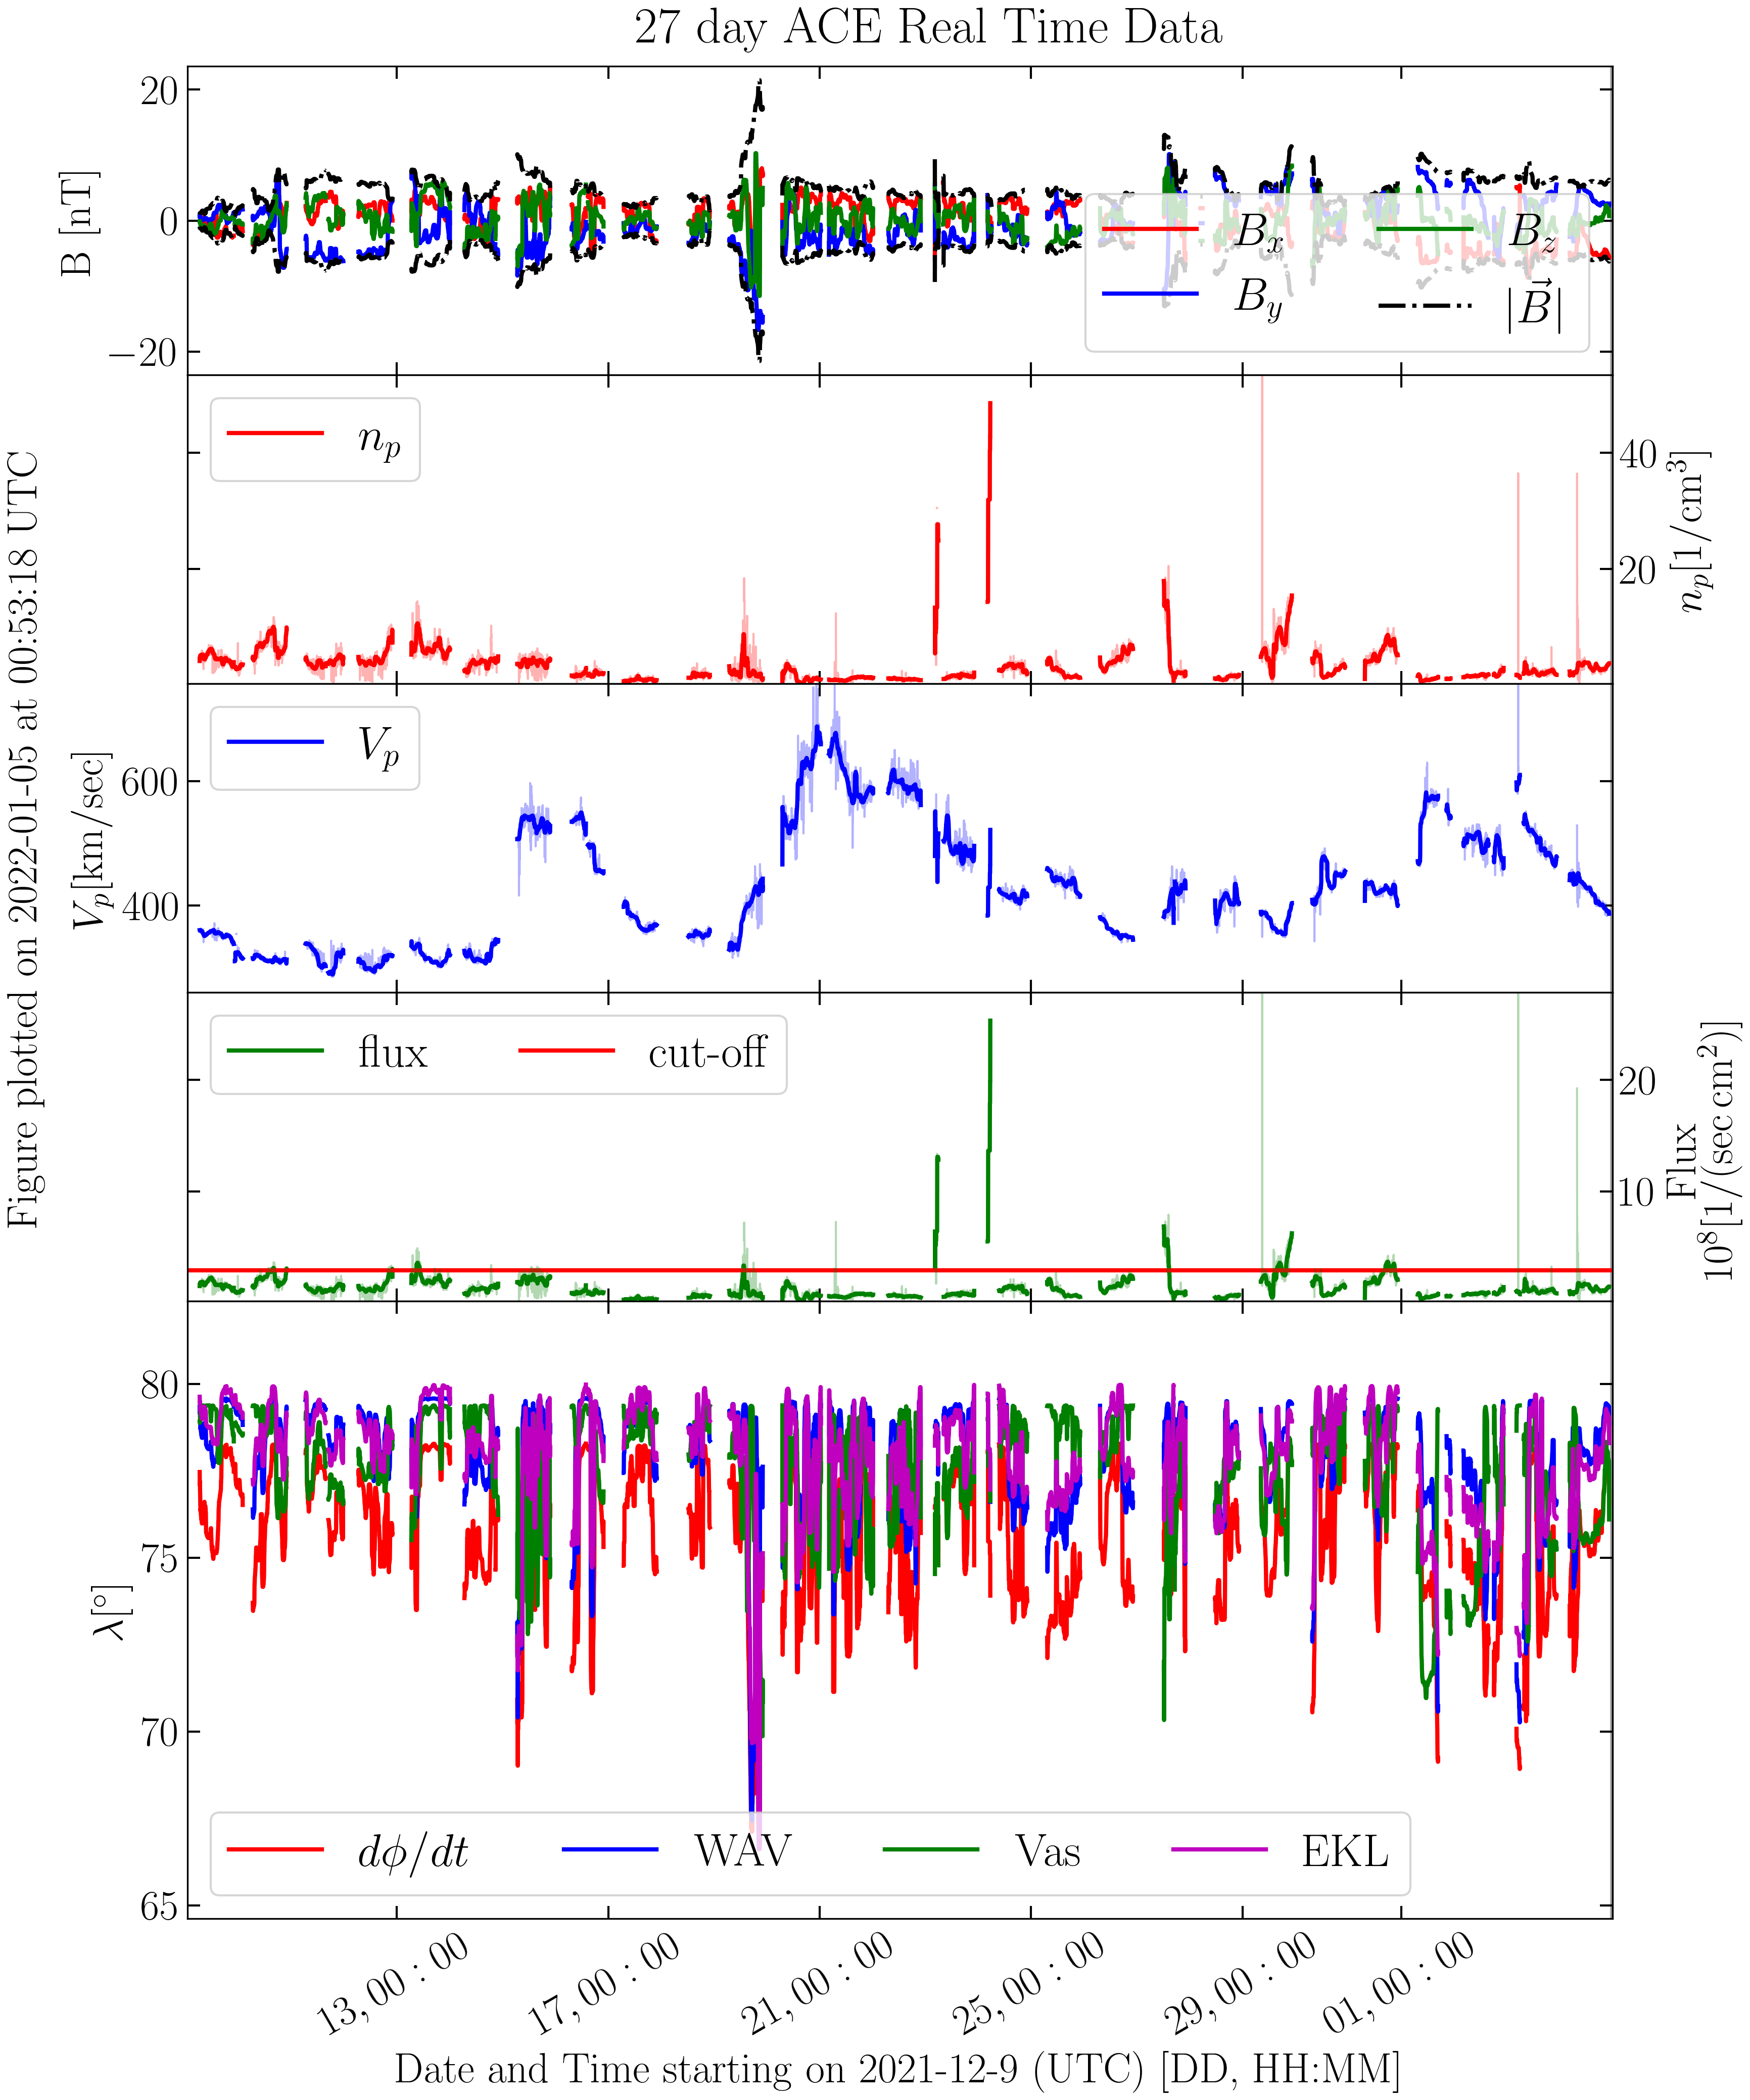 27 day ACE Real Time Data
Figure plotted on 2022-01-05 at 00:53:18 UTC
B [nT]
20
0
−20
B_x
B_z
B_y
|\vec{B}|
n_p
40
20
n_p[1/cm^3]
V_p
V_p[km/sec]
600
400
flux
cut-off
20
10
Flux
10^8[1/(sec cm^2)]
λ[°]
80
75
70
65
dϕ/dt
WAV
Vas
EKL
13, 00 : 00
17, 00 : 00
21, 00 : 00
25, 00 : 00
29, 00 : 00
01, 00 : 00
Date and Time starting on 2021-12-9 (UTC) [DD, HH:MM]